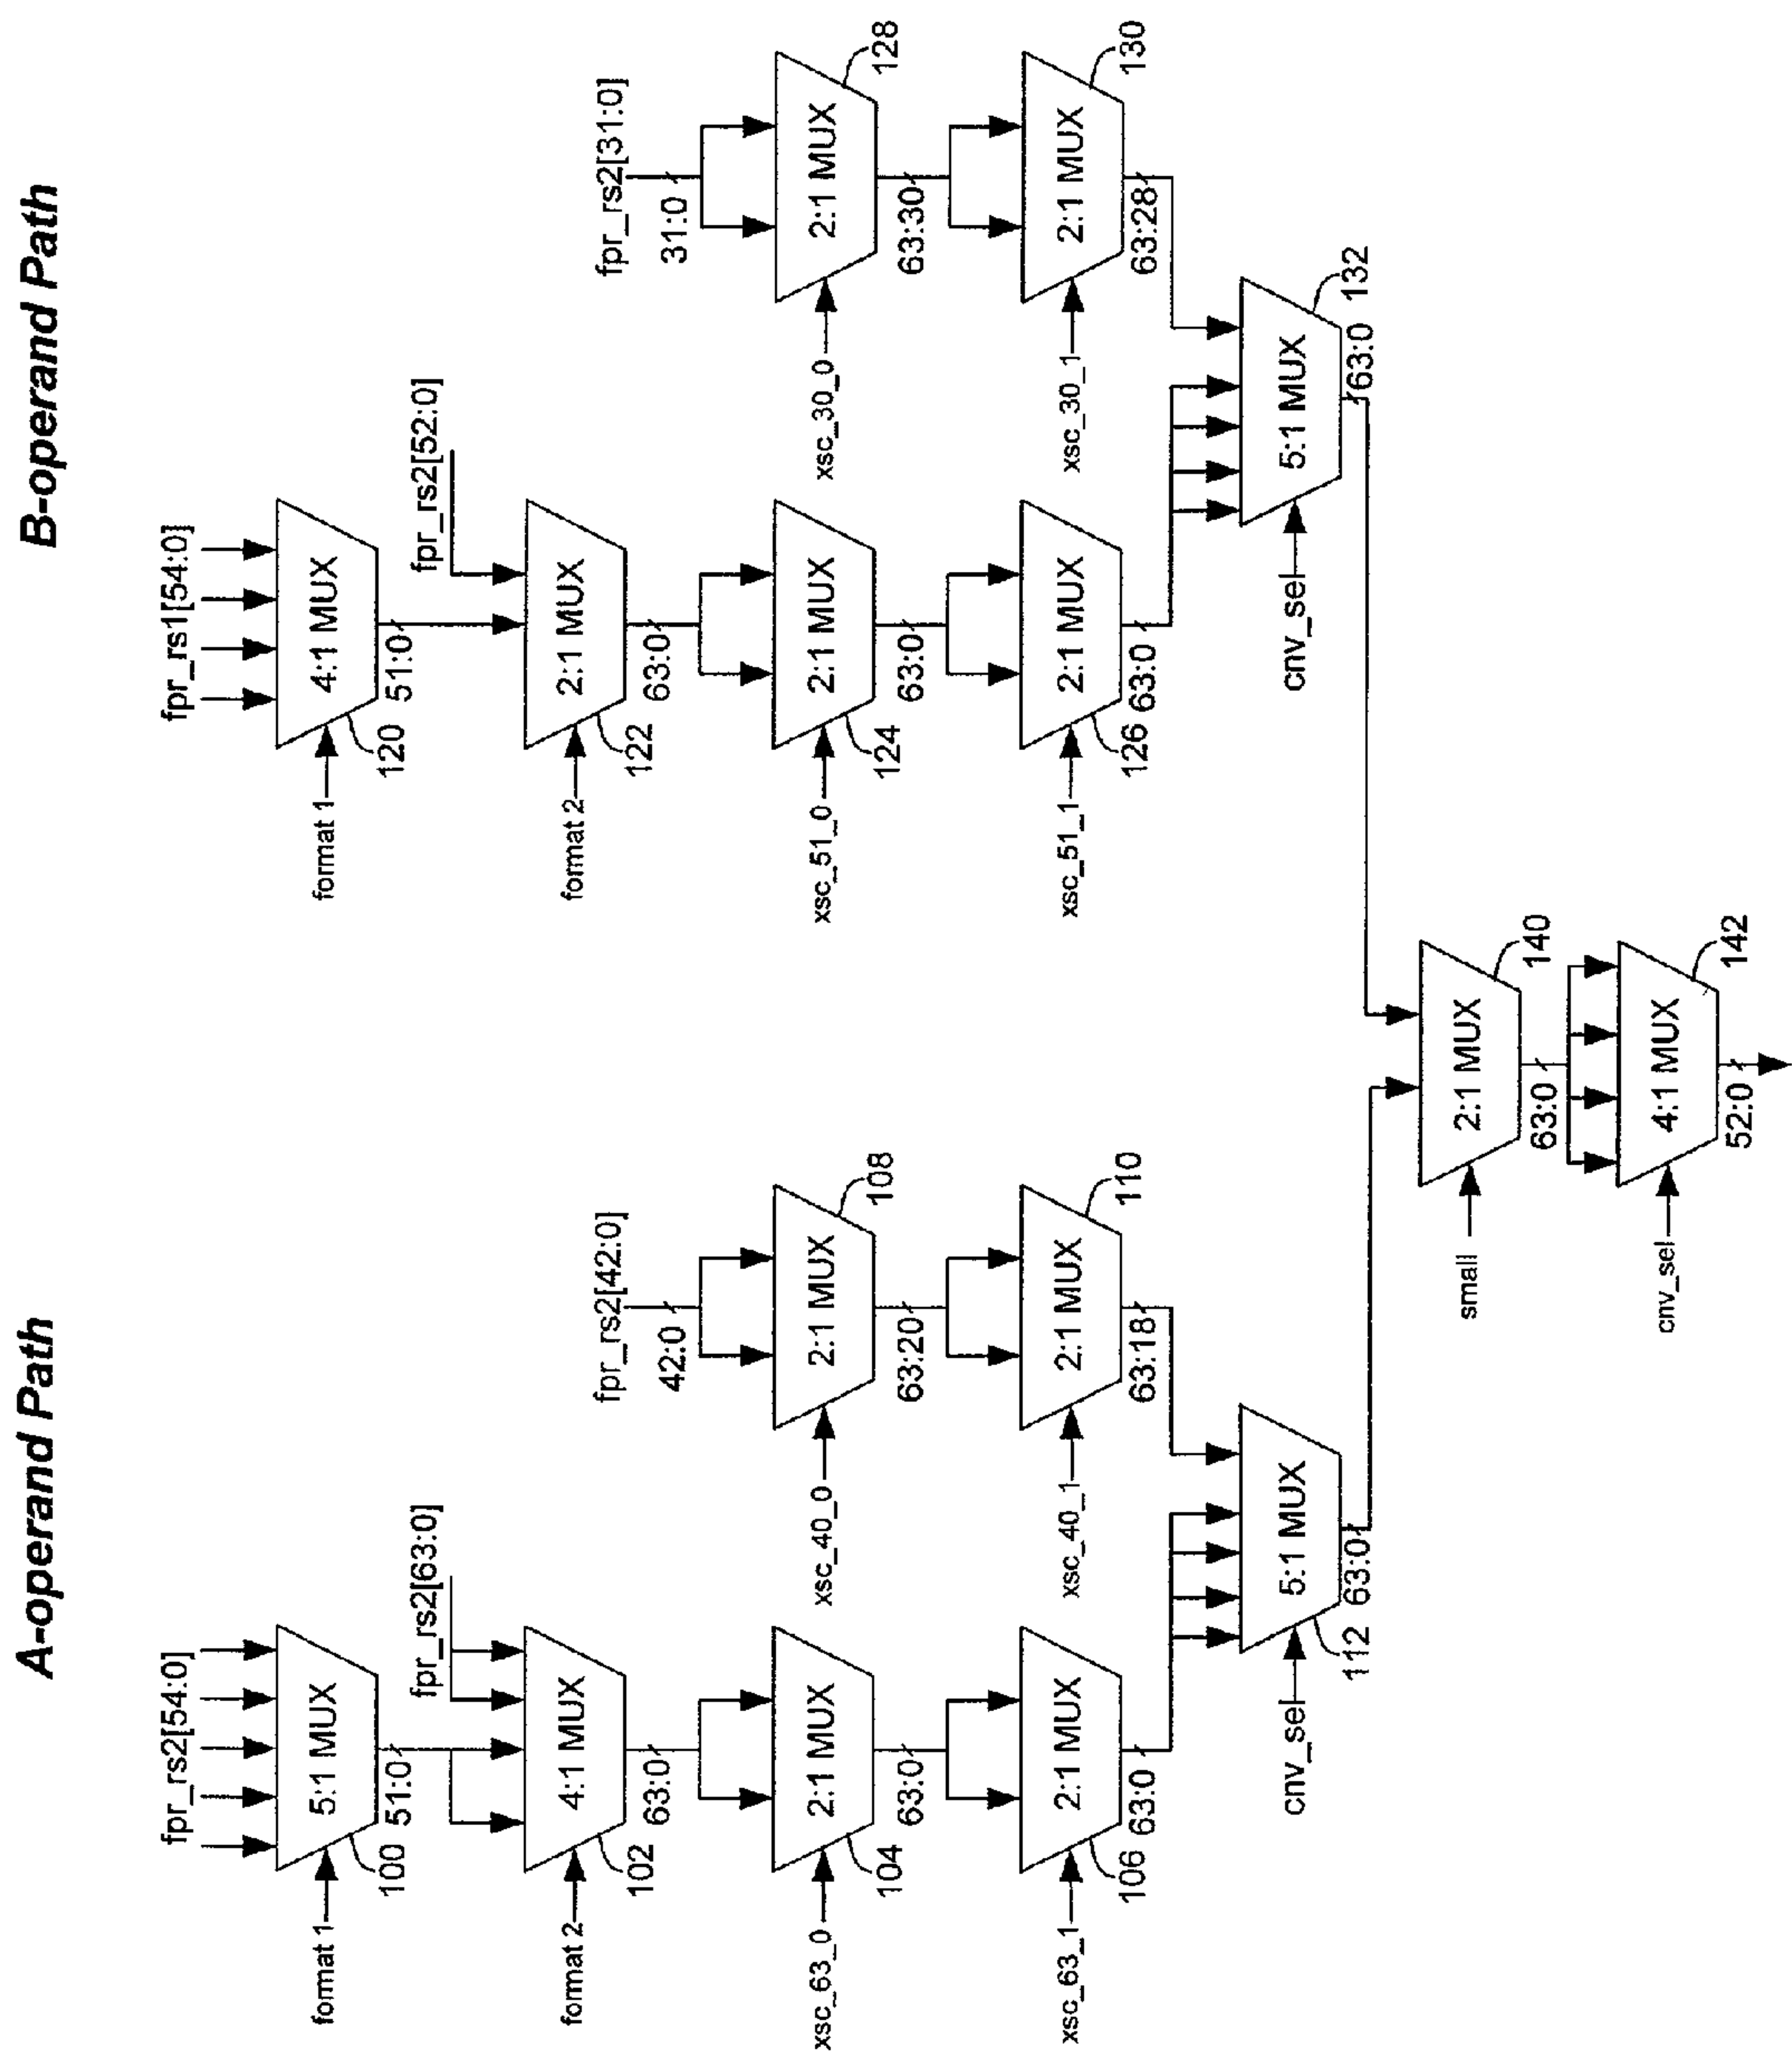 A-operand Path
fpr_rs2[54:0]
format 1
5:1 MUX
100
51:0
fpr_rs2[63:0]
format 2
4:1 MUX
102
63:0
fpr_rs2[42:0]
42:0
xsc_63_0
2:1 MUX
104
63:0
xsc_40_0
2:1 MUX
108
63:20
xsc_63_1
2:1 MUX
106
63:0
xsc_40_1
2:1 MUX
110
63:18
cnv_sel
5:1 MUX
112
63:0
B-operand Path
fpr_rs1[54:0]
format 1
4:1 MUX
120
51:0
fpr_rs2[52:0]
format 2
2:1 MUX
122
63:0
fpr_rs2[31:0]
31:0
xsc_51_0
2:1 MUX
124
63:0
xsc_30_0
2:1 MUX
128
63:30
xsc_51_1
2:1 MUX
126
63:0
xsc_30_1
2:1 MUX
130
63:28
cnv_sel
5:1 MUX
132
63:0
small
2:1 MUX
140
63:0
cnv_sel
4:1 MUX
142
52:0